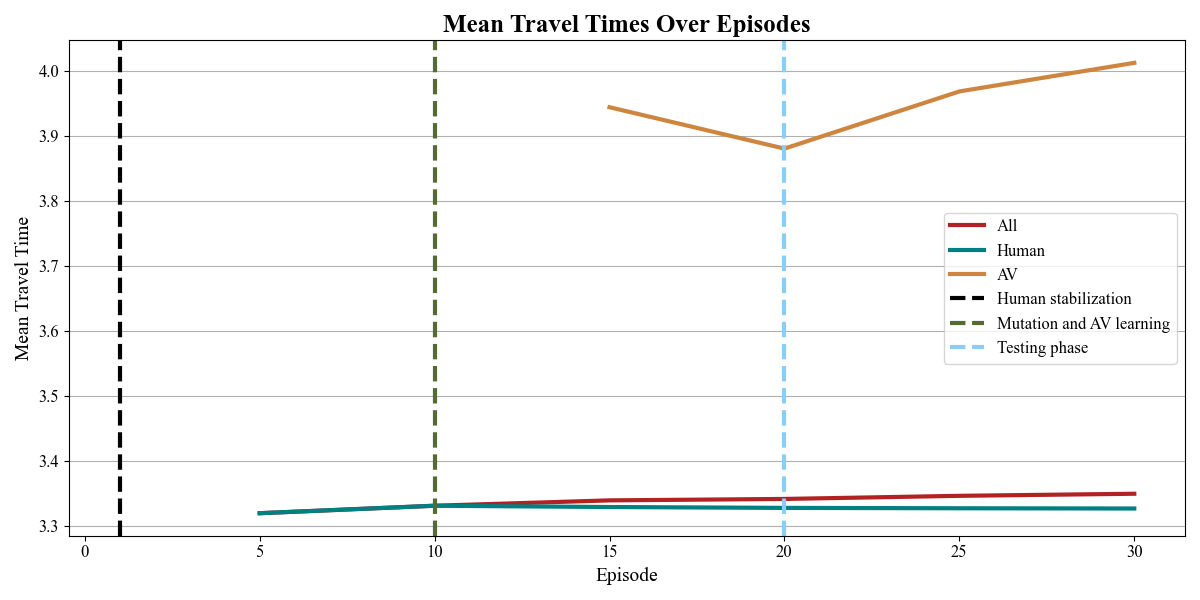 Mean Travel Times Over Episodes
Mean Travel Time
4.0
3.9
3.8
3.7
3.6
3.5
3.4
3.3
All
Human
AV
Human stabilization
Mutation and AV learning
Testing phase
0 5 10 15 20 25 30
Episode